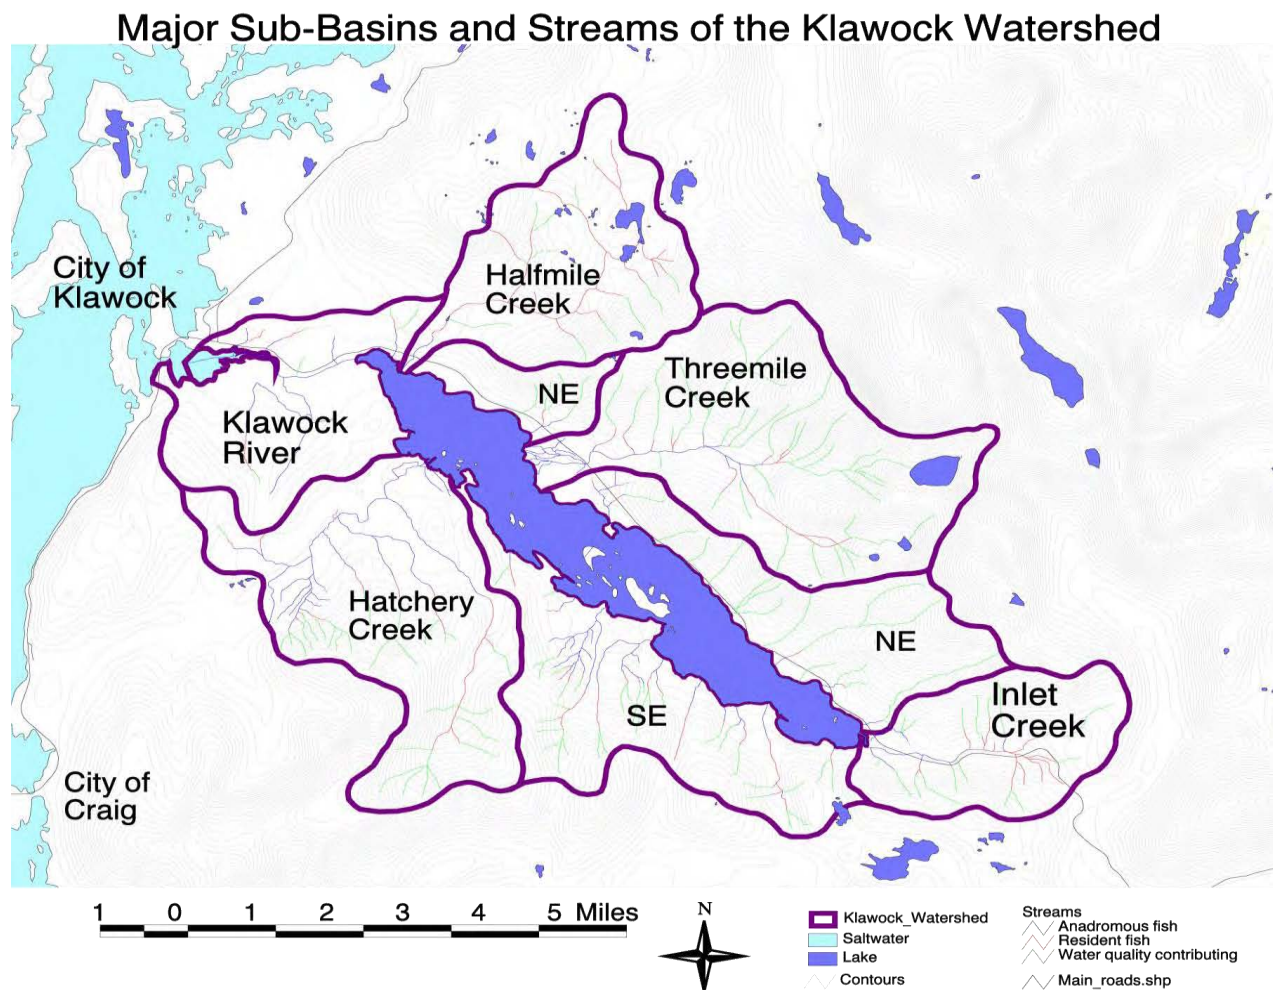 Major Sub-Basins and Streams of the Klawock Watershed
City of
Klawock
Halfmile
Creek
Threemile
Creek
NE
Klawock
River
Hatchery
Creek
NE
SE
Inlet
Creek
City of
Craig
1 0 1 2 3 4 5 Miles
N
Klawock_Watershed
Saltwater
Lake
Contours
Streams
Anadromous fish
Resident fish
Water quality contributing
Main_roads.shp